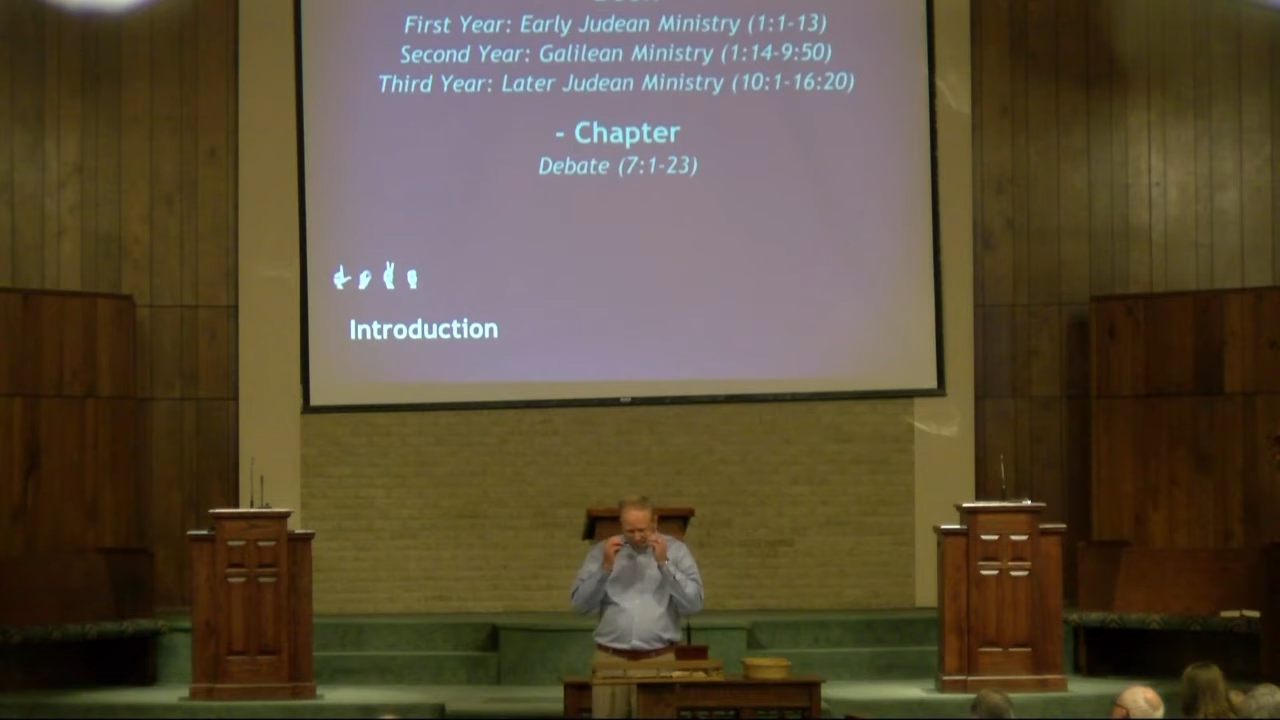 First Year: Early Judean Ministry (1:1-13)
Second Year: Galilean Ministry (1:14-9:50)
Third Year: Later Judean Ministry (10:1-16:20)
- Chapter
Debate (7:1-23)
Introduction